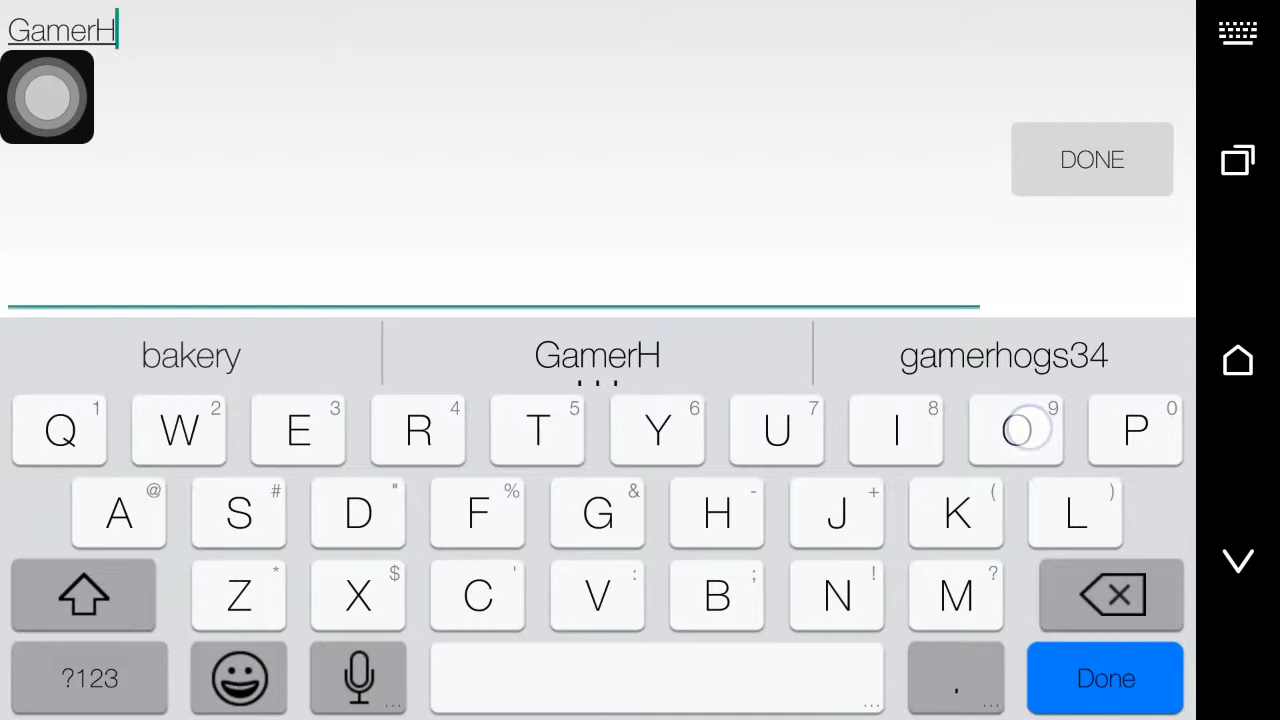 GamerH
DONE
bakery GamerH gamerhogs34
Q 1 W 2 E 3 R 4 T 5 Y 6 U 7 I 8 O 9 P 0
A @ S # D " F % G & H - J + K ( L )
Z * X $ C ' V : B ; N ! M ?
?123 ... ... . ... Done